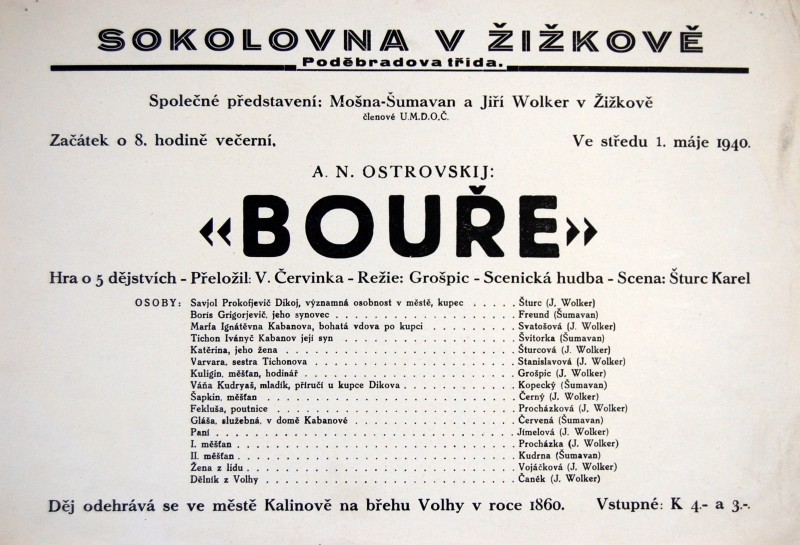 SOKOLOVNA V ŽIŽKOVĚ
Poděbradova třída.
Společné představení: Mošna-Šumavan a Jiří Wolker v Žižkově
členové U.M.D.O.Č.
Začátek o 8. hodině večerní. Ve středu 1. máje 1940.
A. N. OSTROVSKIJ:
«BOUŘE»
Hra o 5 dějstvích - Přeložil: V. Červinka - Režie: Grošpic - Scenická hudba - Scena: Šturc Karel
OSOBY: Savjol Prokofjevič Dikoj, významná osobnost v městě, kupec . . . . . Šturc (J. Wolker)
Boris Grigorjevič, jeho synovec . . . . . . . . . . . . . . . . . . . . Freund (Šumavan)
Marfa Ignátěvna Kabanova, bohatá vdova po kupci . . . . . . . . . . Svatošová (J. Wolker)
Tichon Iványč Kabanov její syn . . . . . . . . . . . . . . . . . . . . Švitorka (Šumavan)
Katěrina, jeho žena . . . . . . . . . . . . . . . . . . . . . . . . . Šturcová (J. Wolker)
Varvara, sestra Tichonova . . . . . . . . . . . . . . . . . . . . . . Stanislavová (J. Wolker)
Kuligin, měšťan, hodinář . . . . . . . . . . . . . . . . . . . . . . . Grošpic (J. Wolker)
Váňa Kudryaš, mladík, příručí u kupce Dikova . . . . . . . . . . . . Kopecký (Šumavan)
Šapkin, měšťan . . . . . . . . . . . . . . . . . . . . . . . . . . . Černý (J. Wolker)
Fekluša, poutnice . . . . . . . . . . . . . . . . . . . . . . . . . . Procházková (J. Wolker)
Gláša, služebná, v domě Kabanové . . . . . . . . . . . . . . . . . . Červená (Šumavan)
Paní . . . . . . . . . . . . . . . . . . . . . . . . . . . . . . . . Jímelová (J. Wolker)
I. měšťan . . . . . . . . . . . . . . . . . . . . . . . . . . . . . . Procházka (J. Wolker)
II. měšťan . . . . . . . . . . . . . . . . . . . . . . . . . . . . . Kudrna (Šumavan)
Žena z lidu . . . . . . . . . . . . . . . . . . . . . . . . . . . . . Vojáčková (J. Wolker)
Dělník z Volhy . . . . . . . . . . . . . . . . . . . . . . . . . . . Čaněk (J. Wolker)
Děj odehrává se ve městě Kalinově na břehu Volhy v roce 1860. Vstupné: K 4.- a 3-.